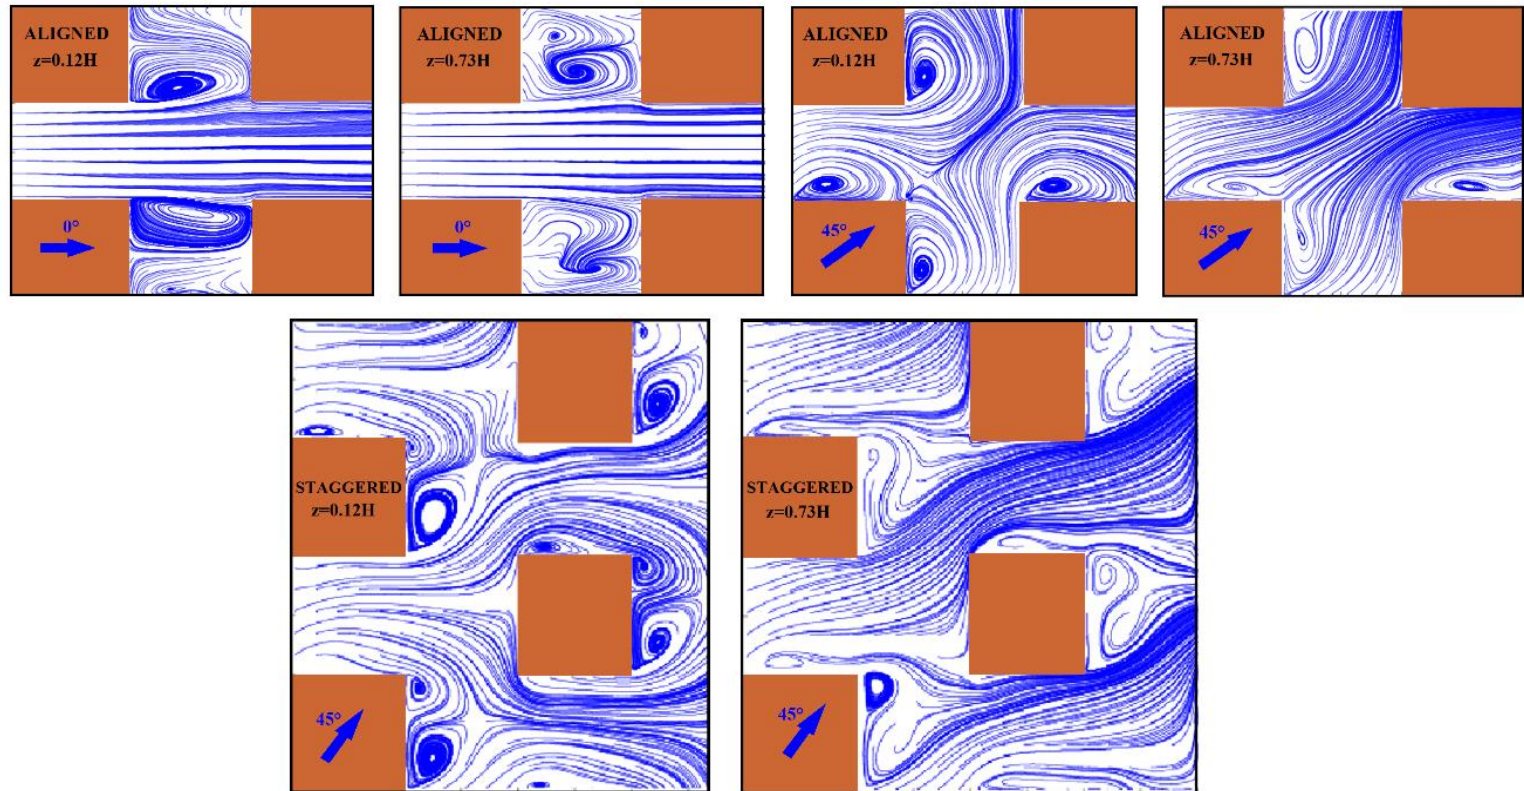 ALIGNED
z=0.12H
0°
ALIGNED
z=0.73H
0°
ALIGNED
z=0.12H
45°
ALIGNED
z=0.73H
45°
STAGGERED
z=0.12H
45°
STAGGERED
z=0.73H
45°